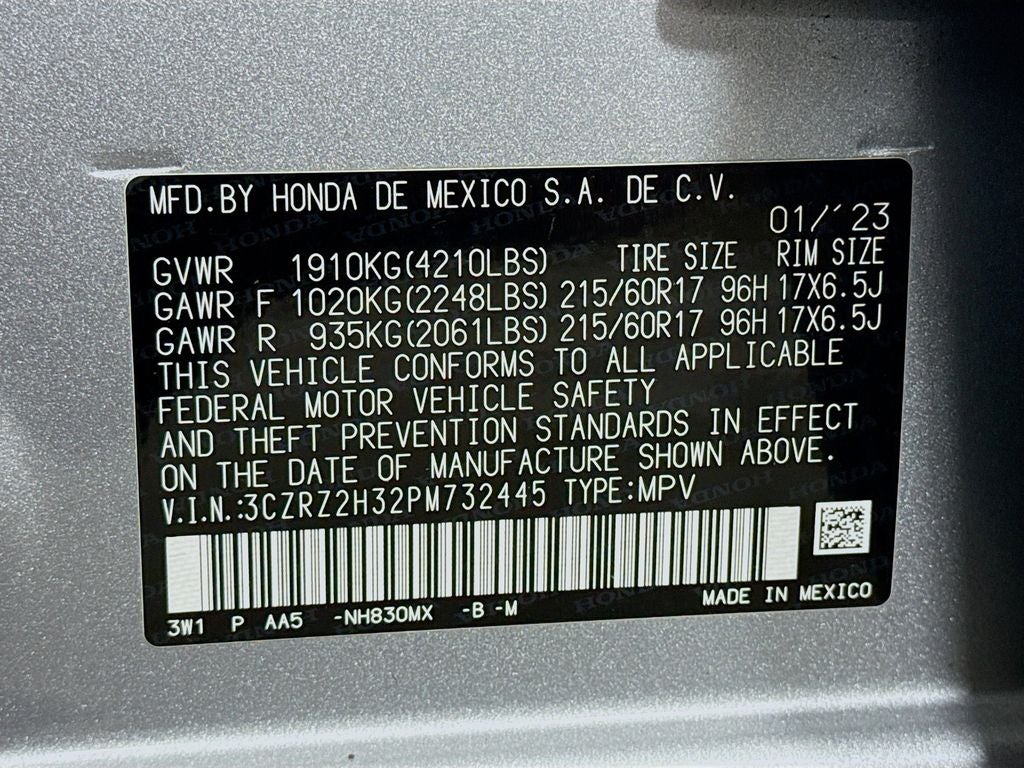 MFD.BY HONDA DE MEXICO S.A. DE C.V.
01/´23
GVWR 1910KG(4210LBS) TIRE SIZE RIM SIZE
GAWR F 1020KG(2248LBS) 215/60R17 96H 17X6.5J
GAWR R 935KG(2061LBS) 215/60R17 96H 17X6.5J
THIS VEHICLE CONFORMS TO ALL APPLICABLE
FEDERAL MOTOR VEHICLE SAFETY
AND THEFT PREVENTION STANDARDS IN EFFECT
ON THE DATE OF MANUFACTURE SHOWN ABOVE.
V.I.N.:3CZRZ2H32PM732445 TYPE:MPV
3W1 P AA5 -NH830MX -B -M MADE IN MEXICO